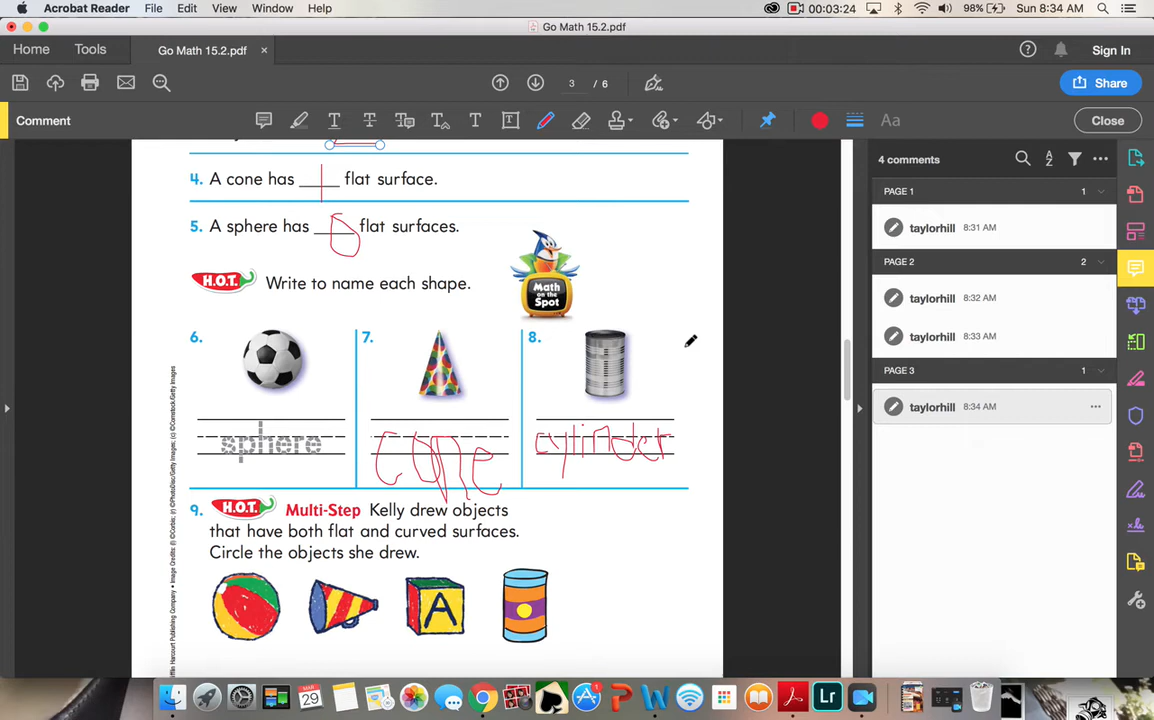 Acrobat Reader File Edit View Window Help 00:03:24 98% Sun 8:34 AM
Go Math 15.2.pdf
Home Tools Go Math 15.2.pdf × Sign In
3 / 6 Share
Comment Aa Close
4 comments
PAGE 1 1
taylorhill 8:31 AM
PAGE 2 2
taylorhill 8:32 AM
taylorhill 8:33 AM
PAGE 3 1
taylorhill 8:34 AM
4. A cone has 1 flat surface.
5. A sphere has 0 flat surfaces.
H.O.T. Write to name each shape.
Math on the Spot
6. 7. 8.
sphere cone cylinder
9. H.O.T. Multi-Step Kelly drew objects
that have both flat and curved surfaces.
Circle the objects she drew.
A